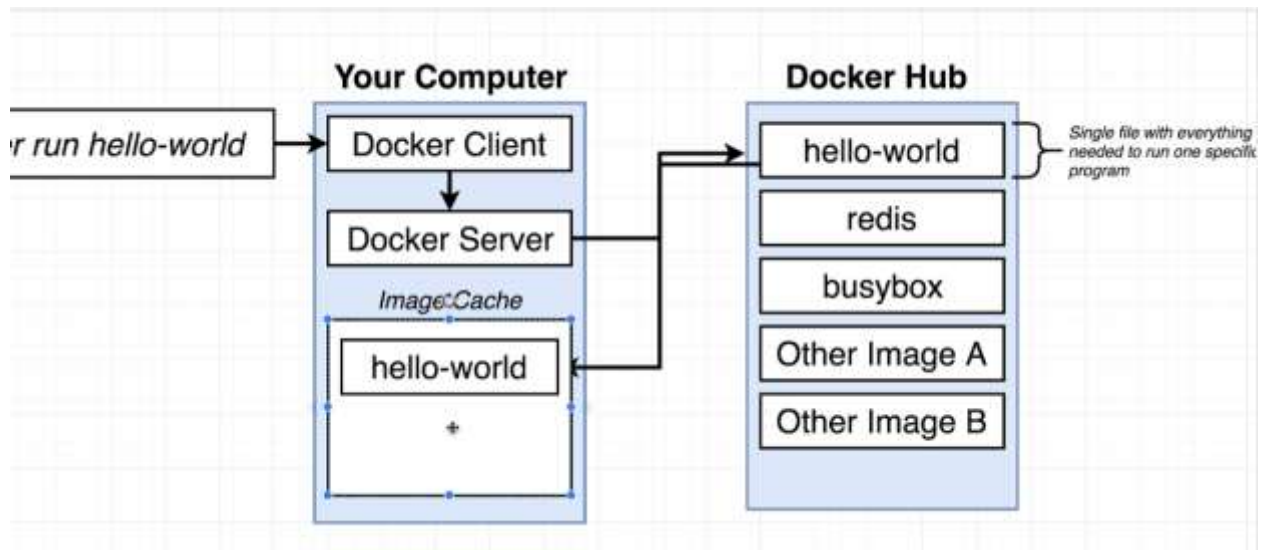 Your Computer
Docker Hub
r run hello-world
Docker Client
Docker Server
Image Cache
hello-world
hello-world
redis
busybox
Other Image A
Other Image B
Single file with everything
needed to run one specific
program